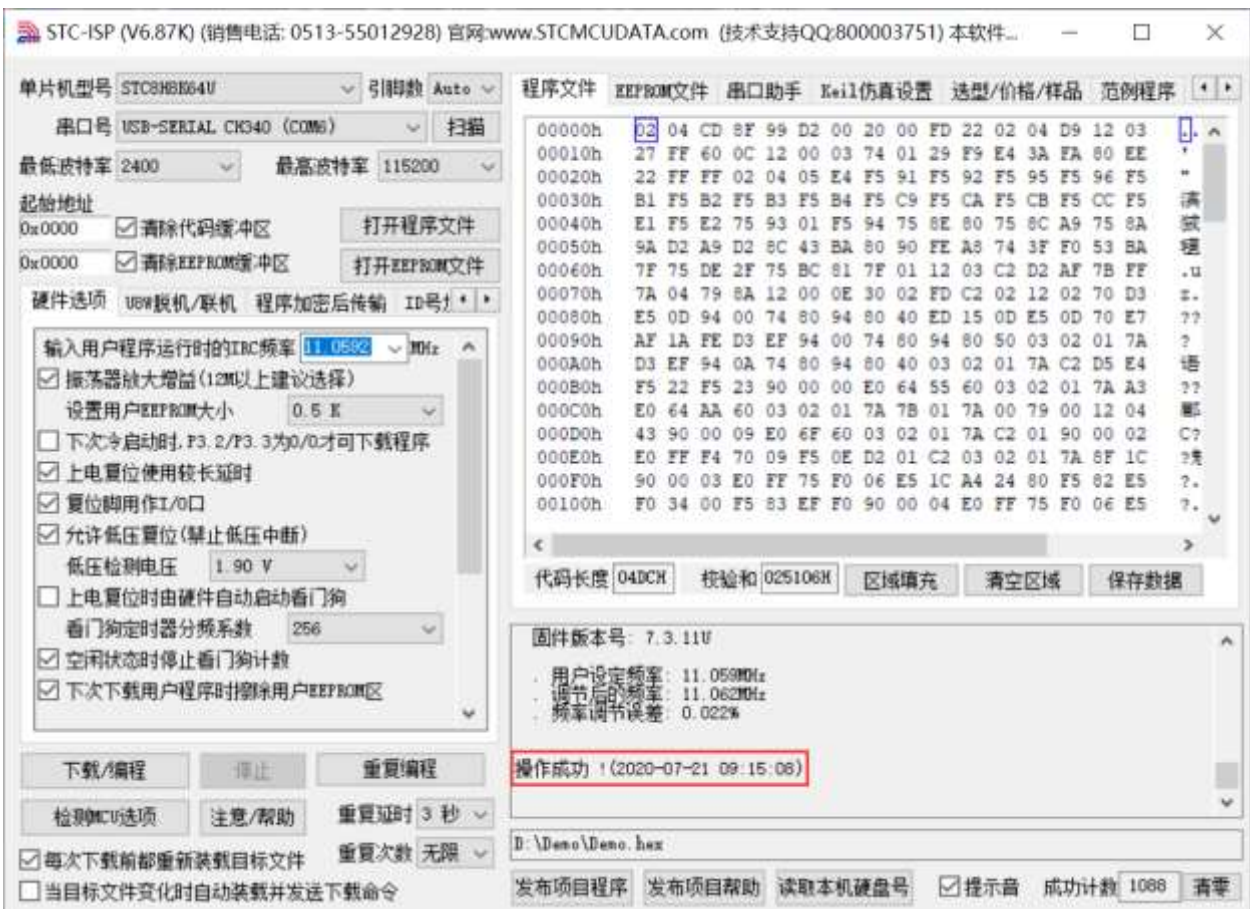 STC-ISP (V6.87K) (销售电话: 0513-55012928) 官网:www.STCMCUDATA.com (技术支持QQ:800003751) 本软件...
单片机型号 STC8H8K64U 引脚数 Auto
串口号 USB-SERIAL CH340 (COM6) 扫描
最低波特率 2400 最高波特率 115200
起始地址
0x0000 清除代码缓冲区 打开程序文件
0x0000 清除EEPROM缓冲区 打开EEPROM文件
硬件选项 U8W脱机/联机 程序加密后传输 ID号
输入用户程序运行时的IRC频率 11.0592 MHz
振荡器放大增益(12M以上建议选择)
设置用户EEPROM大小 0.5 K
下次冷启动时,P3.2/P3.3为0/0才可下载程序
上电复位使用较长延时
复位脚用作I/O口
允许低压复位(禁止低压中断)
低压检测电压 1.90 V
上电复位时由硬件自动启动看门狗
看门狗定时器分频系数 256
空闲状态时停止看门狗计数
下次下载用户程序时擦除用户EEPROM区
下载/编程 停止 重复编程
检测MCU选项 注意/帮助 重复延时 3 秒
重复次数 无限
每次下载前都重新装载目标文件
当目标文件变化时自动装载并发送下载命令
程序文件 EEPROM文件 串口助手 Keil仿真设置 选型/价格/样品 范例程序
00000h 02 04 CD 8F 99 D2 00 20 00 FD 22 02 04 D9 12 03
00010h 27 FF 60 0C 12 00 03 74 01 29 F9 E4 3A FA 80 EE
00020h 22 FF FF 02 04 05 E4 F5 91 F5 92 F5 95 F5 96 F5
00030h B1 F5 B2 F5 B3 F5 B4 F5 C9 F5 CA F5 CB F5 CC F5
00040h E1 F5 E2 75 93 01 F5 94 75 8E 80 75 8C A9 75 8A
00050h 9A D2 A9 D2 8C 43 BA 80 90 FE A8 74 3F F0 53 BA
00060h 7F 75 DE 2F 75 BC 81 7F 01 12 03 C2 D2 AF 7B FF .u
00070h 7A 04 79 8A 12 00 0E 30 02 FD C2 02 12 02 70 D3 z.
00080h E5 0D 94 00 74 80 94 80 40 ED 15 0D E5 0D 70 E7 ??
00090h AF 1A FE D3 EF 94 00 74 80 94 80 50 03 02 01 7A ?
000A0h D3 EF 94 0A 74 80 94 80 40 03 02 01 7A C2 D5 E4 语
000B0h F5 22 F5 23 90 00 00 E0 64 55 60 03 02 01 7A A3 ??
000C0h E0 64 AA 60 03 02 01 7A 7B 01 7A 00 79 00 12 04
000D0h 43 90 00 09 E0 6F 60 03 02 01 7A C2 01 90 00 02 C?
000E0h E0 FF F4 70 09 F5 0E D2 01 C2 03 02 01 7A 8F 1C
000F0h 90 00 03 E0 FF 75 F0 06 E5 1C A4 24 80 F5 82 E5 ?.
00100h F0 34 00 F5 83 EF F0 90 00 04 E0 FF 75 F0 06 E5 ?.
代码长度 04DCH 校验和 025106H 区域填充 清空区域 保存数据
固件版本号: 7.3.11U
. 用户设定频率: 11.059MHz
. 调节后的频率: 11.062MHz
. 频率调节误差: 0.022%
操作成功 !(2020-07-21 09:15:08)
D:\Demo\Demo.hex
发布项目程序 发布项目帮助 读取本机硬盘号 提示音 成功计数 1088 清零